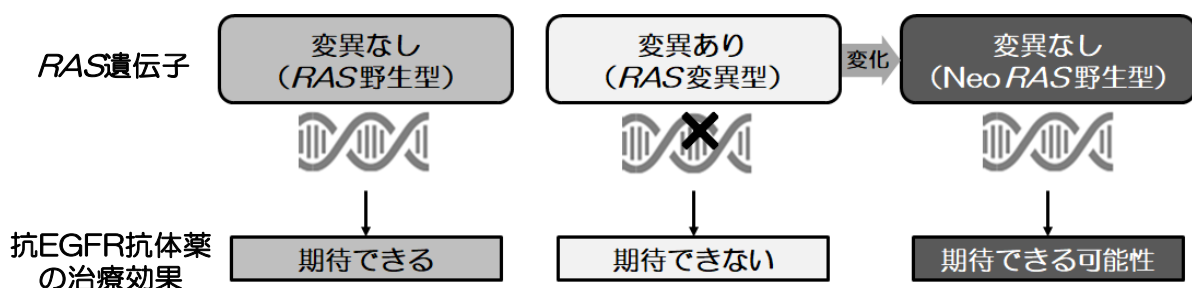 RAS遺伝子
変異なし
（RAS野生型）
変異あり
（RAS変異型）
変化
変異なし
（Neo RAS野生型）
抗EGFR抗体薬
の治療効果
期待できる
期待できない
期待できる可能性